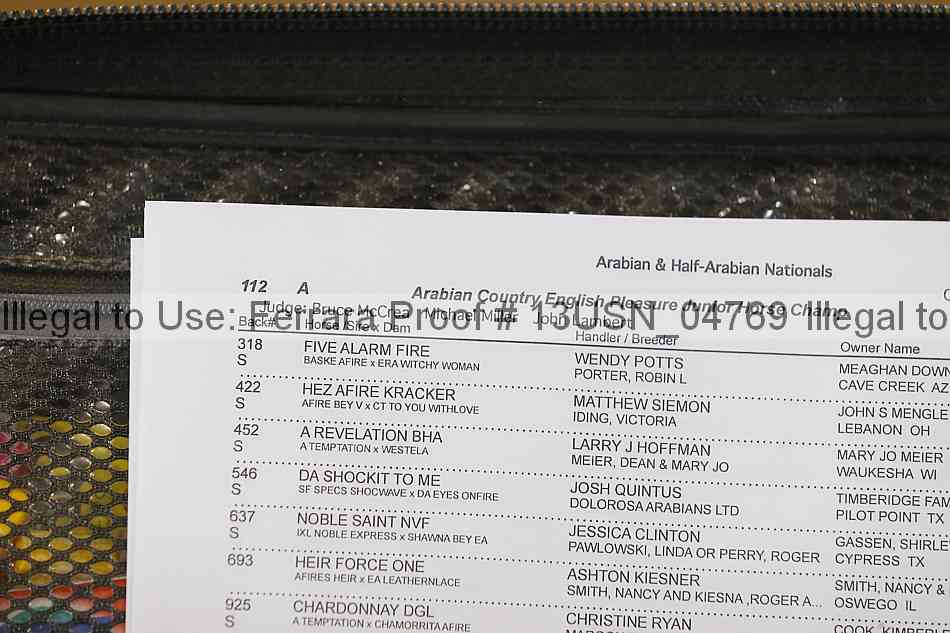 Arabian & Half-Arabian Nationals
112 A Arabian Country English Pleasure Junior Horse Champ
Judge: Bruce McCrea Michael Miller John Lambert
Illegal to Use: Ferrara Proof # 13USN_04769 Illegal to
Back# Horse /Sire x Dam Handler / Breeder Owner Name
318 FIVE ALARM FIRE WENDY POTTS MEAGHAN DOWN
S BASKE AFIRE x ERA WITCHY WOMAN PORTER, ROBIN L CAVE CREEK AZ
422 HEZ AFIRE KRACKER MATTHEW SIEMON JOHN S MENGLE
S AFIRE BEY V x CT TO YOU WITHLOVE IDING, VICTORIA LEBANON OH
452 A REVELATION BHA LARRY J HOFFMAN MARY JO MEIER
S A TEMPTATION x WESTELA MEIER, DEAN & MARY JO WAUKESHA WI
546 DA SHOCKIT TO ME JOSH QUINTUS TIMBERIDGE FAM
S SF SPECS SHOCWAVE x DA EYES ONFIRE DOLOROSA ARABIANS LTD PILOT POINT TX
637 NOBLE SAINT NVF JESSICA CLINTON GASSEN, SHIRLE
S IXL NOBLE EXPRESS x SHAWNA BEY EA PAWLOWSKI, LINDA OR PERRY, ROGER CYPRESS TX
693 HEIR FORCE ONE ASHTON KIESNER SMITH, NANCY &
AFIRES HEIR x EA LEATHERNLACE SMITH, NANCY AND KIESNA ,ROGER A... OSWEGO IL
925 CHARDONNAY DGL CHRISTINE RYAN
S A TEMPTATION x CHAMORRITA AFIRE